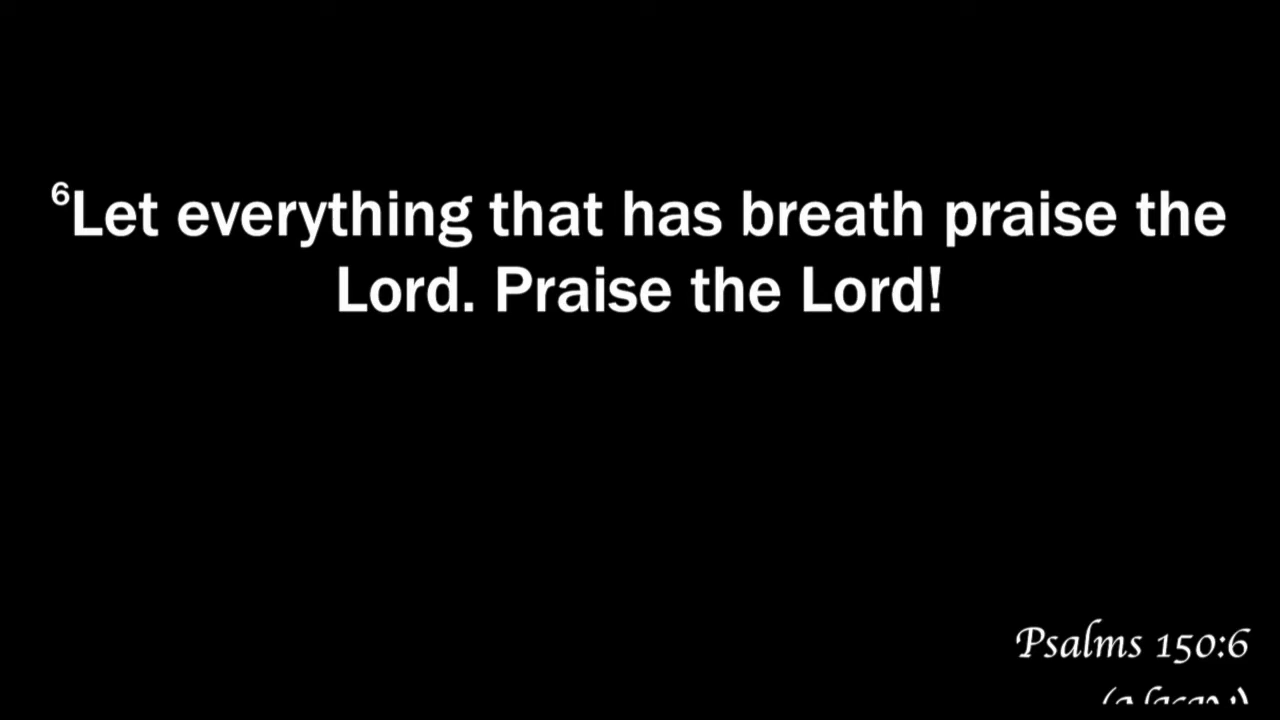 ⁶Let everything that has breath praise the
Lord. Praise the Lord!
Psalms 150:6